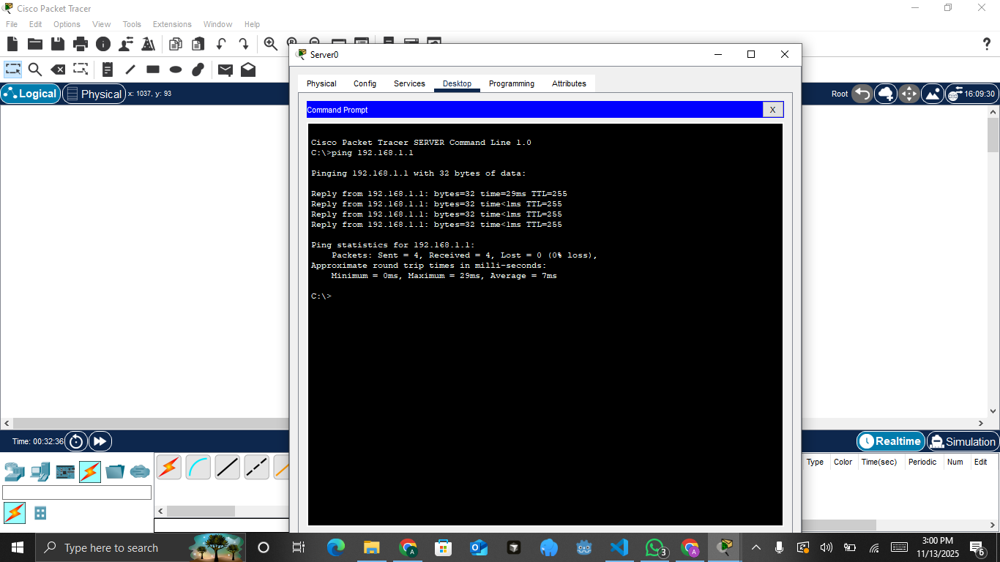 Cisco Packet Tracer
File Edit Options View Tools Extensions Window Help
?
Logical Physical x: 1037, y: 93
Root 16:09:30
Server0
Physical Config Services Desktop Programming Attributes
Command Prompt X
Cisco Packet Tracer SERVER Command Line 1.0
C:\>ping 192.168.1.1
Pinging 192.168.1.1 with 32 bytes of data:
Reply from 192.168.1.1: bytes=32 time=29ms TTL=255
Reply from 192.168.1.1: bytes=32 time<1ms TTL=255
Reply from 192.168.1.1: bytes=32 time<1ms TTL=255
Reply from 192.168.1.1: bytes=32 time<1ms TTL=255
Ping statistics for 192.168.1.1:
Packets: Sent = 4, Received = 4, Lost = 0 (0% loss),
Approximate round trip times in milli-seconds:
Minimum = 0ms, Maximum = 29ms, Average = 7ms
C:\>
Time: 00:32:36
Realtime Simulation
Type Color Time(sec) Periodic Num Edit
Type here to search
3
A
A
3:00 PM
11/13/2025
6